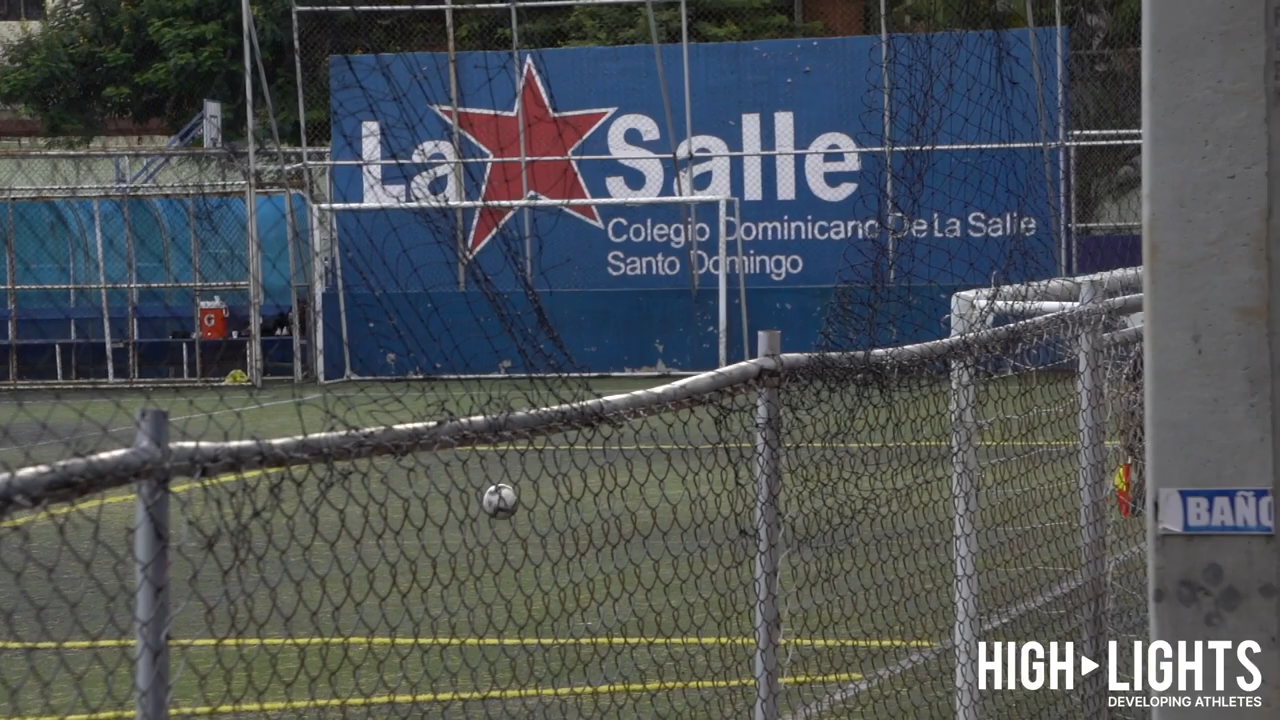 La Salle
Colegio Dominicano De La Salle
Santo Domingo
G
BAÑO
HIGH LIGHTS
DEVELOPING ATHLETES